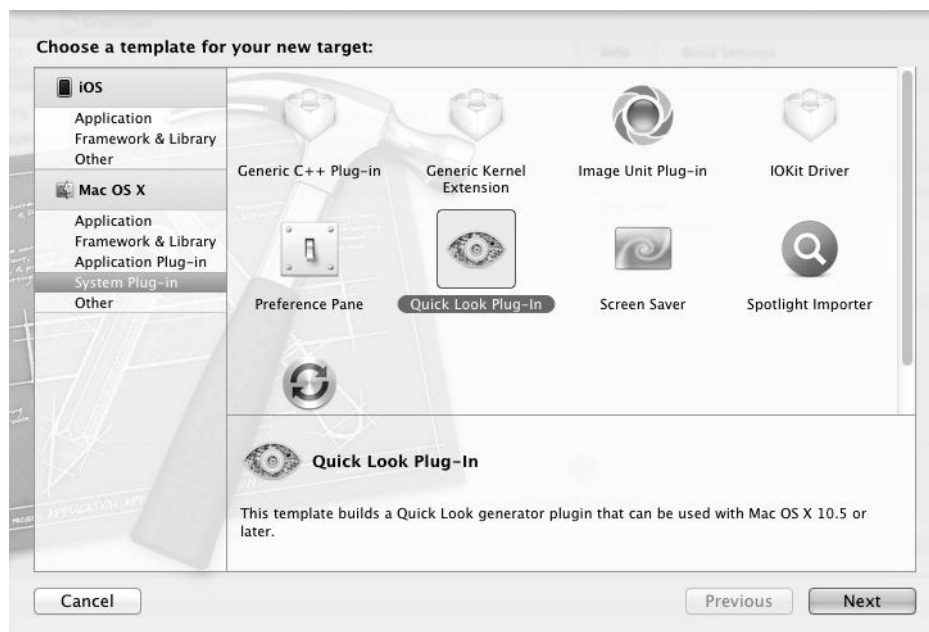 Choose a template for your new target:
iOS
Application
Framework & Library
Other
Mac OS X
Application
Framework & Library
Application Plug-in
System Plug-in
Other
Generic C++ Plug-in
Generic Kernel
Extension
Image Unit Plug-in
IOKit Driver
Preference Pane
Quick Look Plug-In
Screen Saver
Spotlight Importer
Quick Look Plug-In
This template builds a Quick Look generator plugin that can be used with Mac OS X 10.5 or
later.
Cancel
Previous
Next